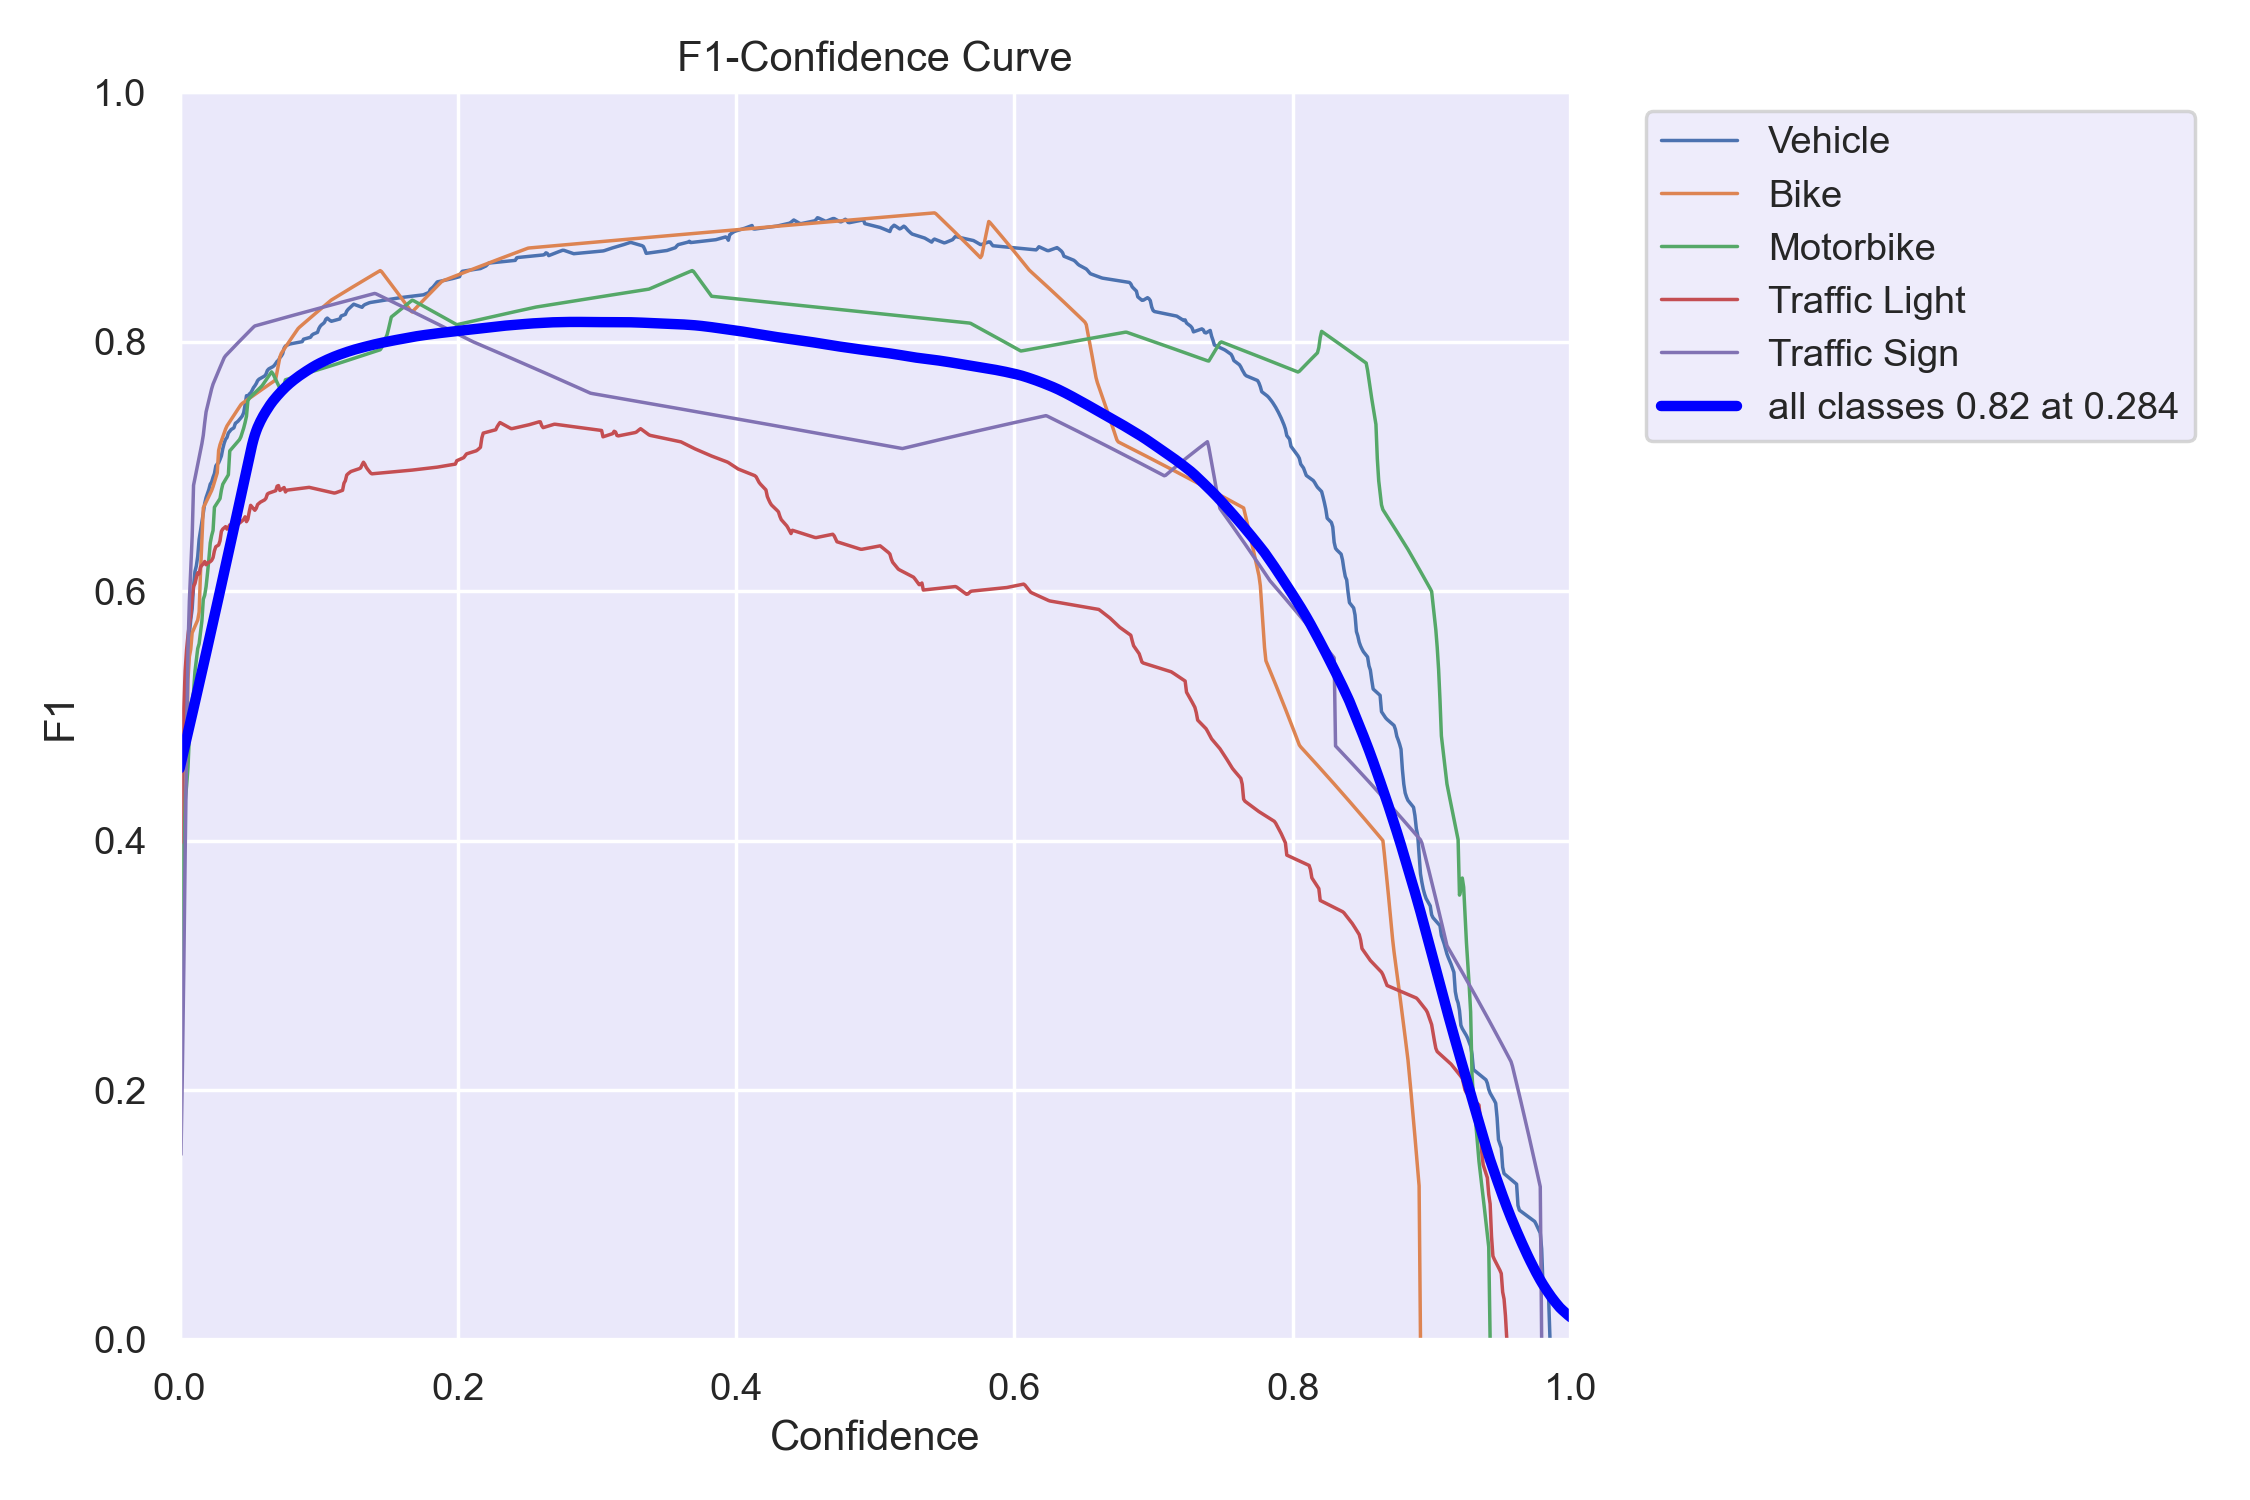 F1-Confidence Curve
1.0
0.8
0.6
0.4
0.2
0.0
F1
0.0 0.2 0.4 0.6 0.8 1.0
Confidence
Vehicle
Bike
Motorbike
Traffic Light
Traffic Sign
all classes 0.82 at 0.284